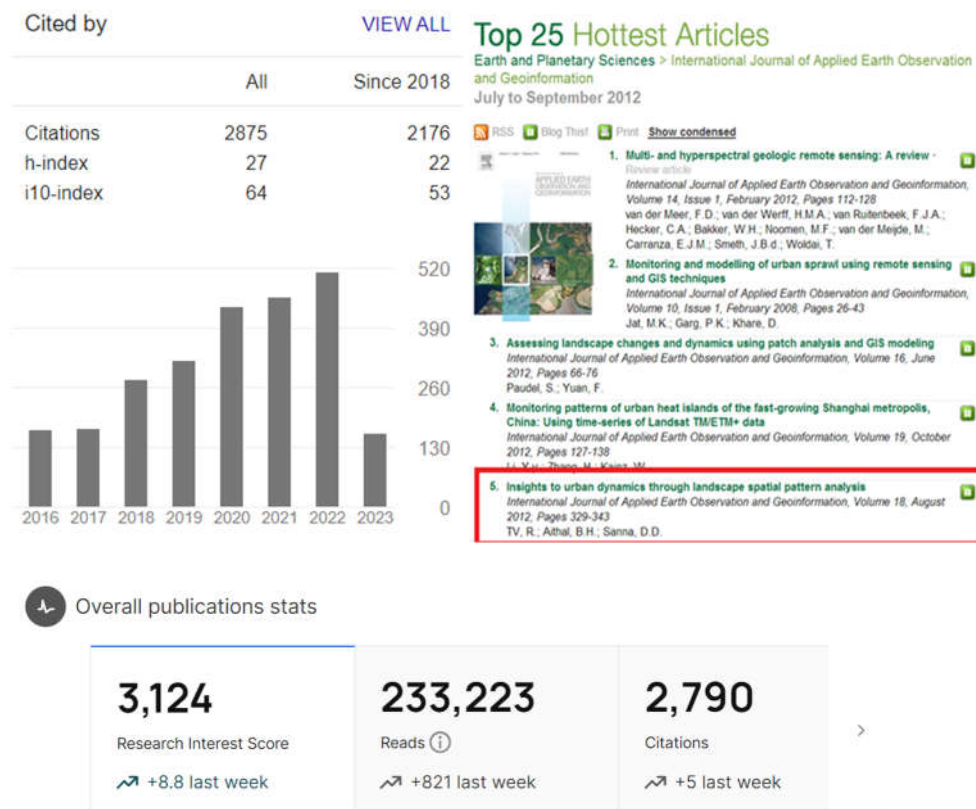 Cited by
VIEW ALL
All
Since 2018
Citations
2875
2176
h-index
27
22
i10-index
64
53
520
390
260
130
0
2016
2017
2018
2019
2020
2021
2022
2023
Top 25 Hottest Articles
Earth and Planetary Sciences > International Journal of Applied Earth Observation
and Geoinformation
July to September 2012
RSS
Blog This!
Print
Show condensed
APPLIED EARTH
OBSERVATION AND
GEOINFORMATION
1. Multi- and hyperspectral geologic remote sensing: A review -
Review article
International Journal of Applied Earth Observation and Geoinformation,
Volume 14, Issue 1, February 2012, Pages 112-128
van der Meer, F.D.; van der Werff, H.M.A.; van Ruitenbeek, F.J.A.;
Hecker, C.A.; Bakker, W.H.; Noomen, M.F.; van der Meijde, M.;
Carranza, E.J.M.; Smeth, J.B.d.; Woldai, T.
2. Monitoring and modelling of urban sprawl using remote sensing
and GIS techniques
International Journal of Applied Earth Observation and Geoinformation,
Volume 10, Issue 1, February 2008, Pages 26-43
Jat, M.K.; Garg, P.K.; Khare, D.
3. Assessing landscape changes and dynamics using patch analysis and GIS modeling
International Journal of Applied Earth Observation and Geoinformation, Volume 16, June
2012, Pages 66-76
Paudel, S.; Yuan, F.
4. Monitoring patterns of urban heat islands of the fast-growing Shanghai metropolis,
China: Using time-series of Landsat TM/ETM+ data
International Journal of Applied Earth Observation and Geoinformation, Volume 19, October
2012, Pages 127-138
5. Insights to urban dynamics through landscape spatial pattern analysis
International Journal of Applied Earth Observation and Geoinformation, Volume 18, August
2012, Pages 329-343
TV, R.; Aithal, B.H.; Sanna, D.D.
Overall publications stats
3,124
Research Interest Score
+8.8 last week
233,223
Reads
+821 last week
2,790
Citations
+5 last week